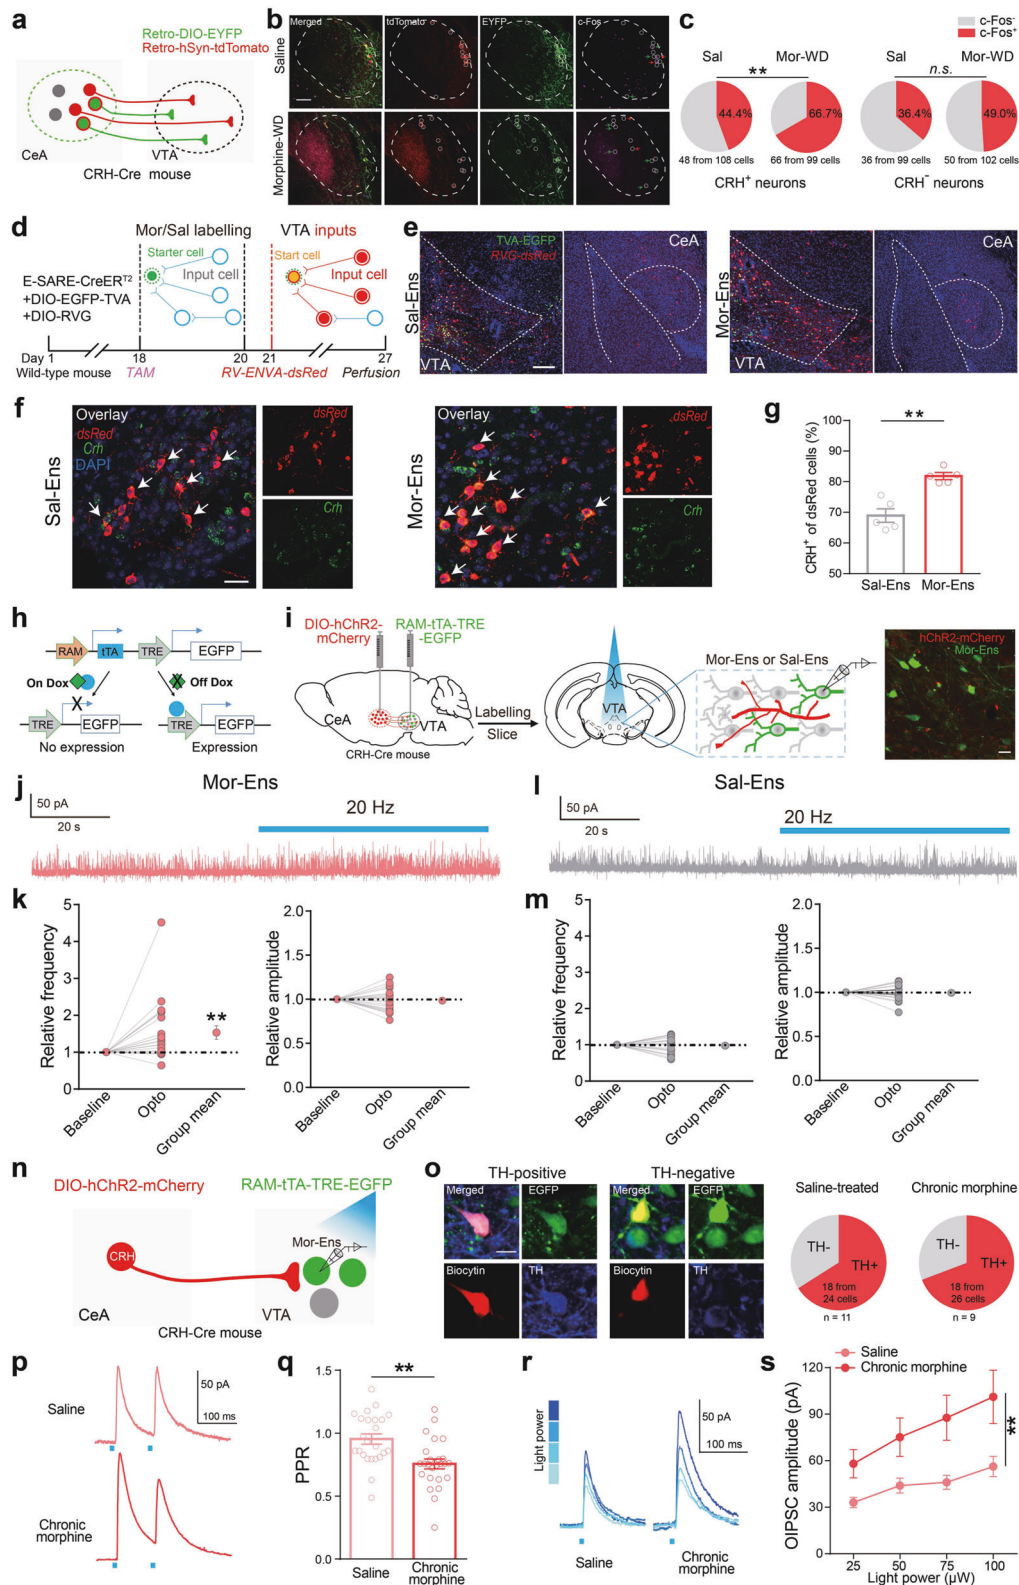 a
Retro-DIO-EYFP
Retro-hSyn-tdTomato
CeA
VTA
CRH-Cre mouse
b
Merged
tdTomato
EYFP
c-Fos
Saline
Morphine-WD
c
c-Fos⁻
c-Fos⁺
Sal
Mor-WD
Sal
Mor-WD
**
n.s.
44.4%
66.7%
36.4%
49.0%
48 from 108 cells
66 from 99 cells
36 from 99 cells
50 from 102 cells
CRH⁺ neurons
CRH⁻ neurons
d
Mor/Sal labelling
VTA inputs
Starter cell
Input cell
Start cell
Input cell
E-SARE-CreERᵀ²
+DIO-EGFP-TVA
+DIO-RVG
Day 1
18
20
21
27
Wild-type mouse
TAM
RV-ENVA-dsRed
Perfusion
e
TVA-EGFP
RVG-dsRed
CeA
CeA
Sal-Ens
Mor-Ens
VTA
VTA
f
Overlay
dsRed
Crh
DAPI
dsRed
Crh
Sal-Ens
Overlay
dsRed
Crh
Mor-Ens
g
**
CRH⁺ of dsRed cells (%)
100
90
80
70
60
50
Sal-Ens
Mor-Ens
h
RAM
tTA
TRE
EGFP
On Dox
Off Dox
TRE
EGFP
TRE
EGFP
No expression
Expression
i
DIO-hChR2-
mCherry
RAM-tTA-TRE
-EGFP
CeA
VTA
CRH-Cre mouse
Labelling
Slice
VTA
Mor-Ens or Sal-Ens
hChR2-mCherry
Mor-Ens
j
Mor-Ens
50 pA
20 s
20 Hz
l
Sal-Ens
50 pA
20 s
20 Hz
k
Relative frequency
5
4
3
2
1
0
**
Baseline
Opto
Group mean
Relative amplitude
2.0
1.5
1.0
0.5
0.0
Baseline
Opto
Group mean
m
Relative frequency
5
4
3
2
1
0
Baseline
Opto
Group mean
Relative amplitude
2.0
1.5
1.0
0.5
0.0
Baseline
Opto
Group mean
n
DIO-hChR2-mCherry
RAM-tTA-TRE-EGFP
Mor-Ens
CRH
CeA
VTA
CRH-Cre mouse
o
TH-positive
TH-negative
Merged
EGFP
Merged
EGFP
Biocytin
TH
Biocytin
TH
Saline-treated
Chronic morphine
TH-
TH+
18 from
24 cells
n = 11
TH-
TH+
18 from
26 cells
n = 9
p
Saline
50 pA
100 ms
Chronic
morphine
q
**
PPR
1.5
1.0
0.5
0.0
Saline
Chronic
morphine
r
Light power
50 pA
100 ms
Saline
Chronic
morphine
s
Saline
Chronic morphine
OIPSC amplitude (pA)
120
90
60
30
0
**
25
50
75
100
Light power (µW)